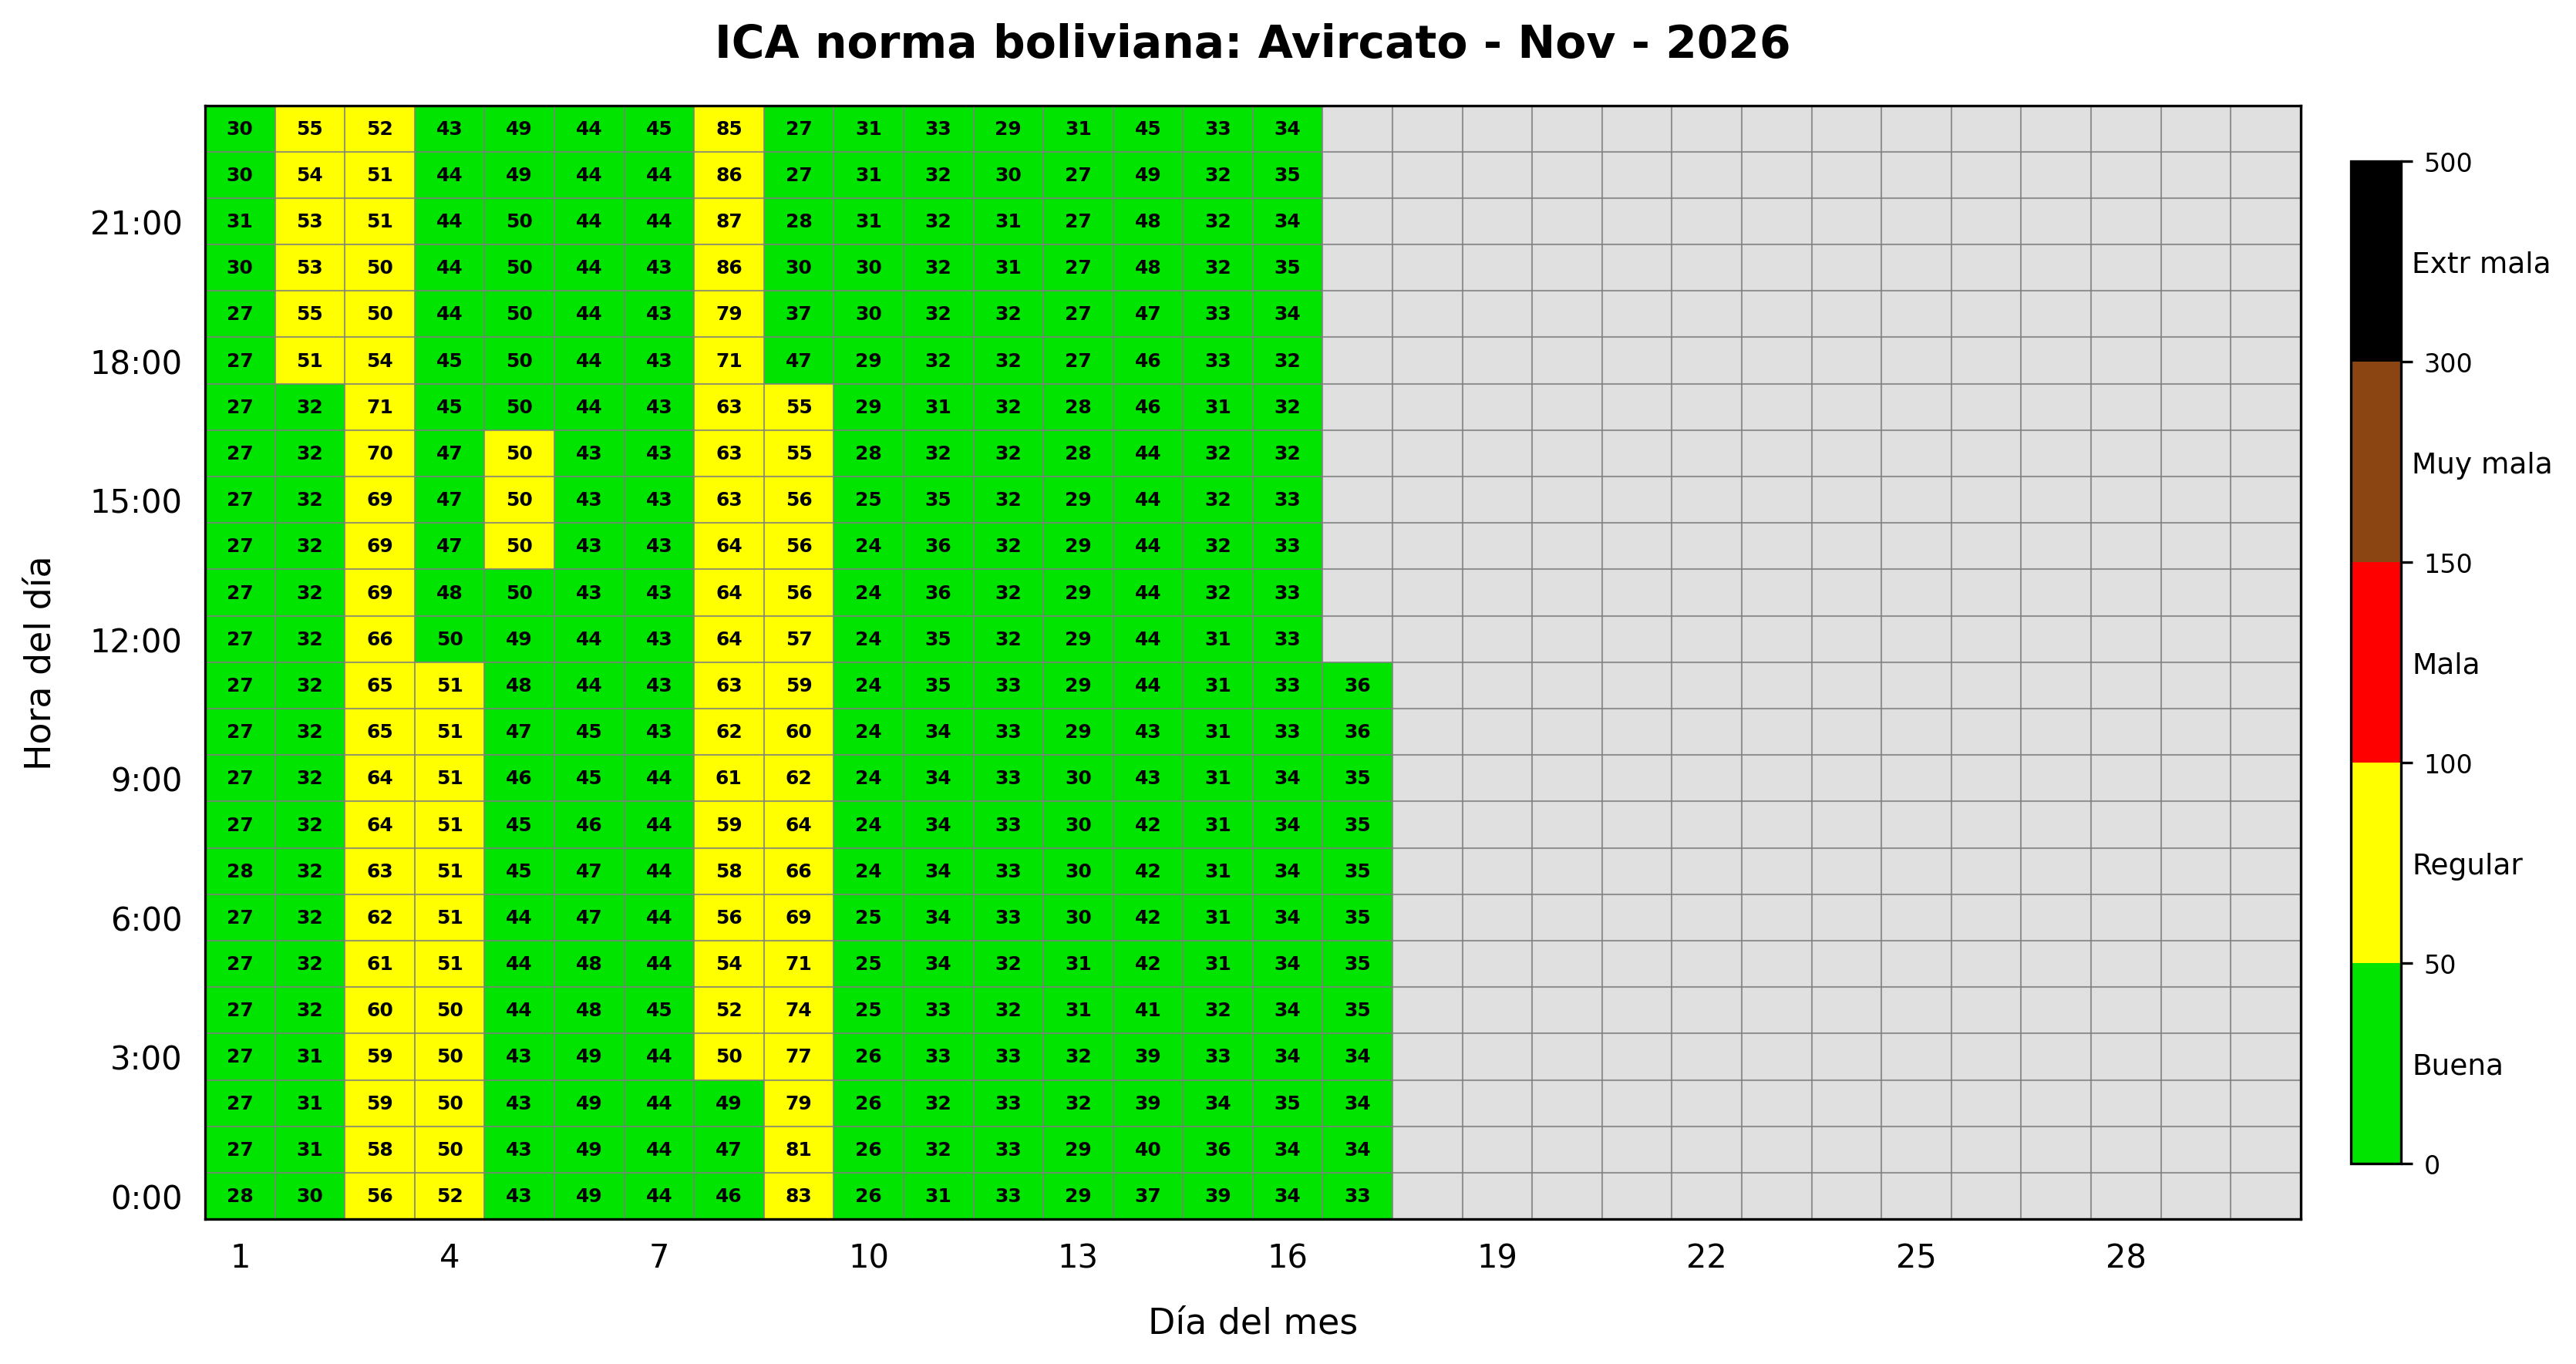 ICA norma boliviana: Avircato - Nov - 2026
30 55 52 43 49 44 45 85 27 31 33 29 31 45 33 34
30 54 51 44 49 44 44 86 27 31 32 30 27 49 32 35
21:00 31 53 51 44 50 44 44 87 28 31 32 31 27 48 32 34
30 53 50 44 50 44 43 86 30 30 32 31 27 48 32 35
27 55 50 44 50 44 43 79 37 30 32 32 27 47 33 34
18:00 27 51 54 45 50 44 43 71 47 29 32 32 27 46 33 32
27 32 71 45 50 44 43 63 55 29 31 32 28 46 31 32
27 32 70 47 50 43 43 63 55 28 32 32 28 44 32 32
15:00 27 32 69 47 50 43 43 63 56 25 35 32 29 44 32 33
27 32 69 47 50 43 43 64 56 24 36 32 29 44 32 33
27 32 69 48 50 43 43 64 56 24 36 32 29 44 32 33
12:00 27 32 66 50 49 44 43 64 57 24 35 32 29 44 31 33
27 32 65 51 48 44 43 63 59 24 35 33 29 44 31 33 36
27 32 65 51 47 45 43 62 60 24 34 33 29 43 31 33 36
9:00 27 32 64 51 46 45 44 61 62 24 34 33 30 43 31 34 35
27 32 64 51 45 46 44 59 64 24 34 33 30 42 31 34 35
28 32 63 51 45 47 44 58 66 24 34 33 30 42 31 34 35
6:00 27 32 62 51 44 47 44 56 69 25 34 33 30 42 31 34 35
27 32 61 51 44 48 44 54 71 25 34 32 31 42 31 34 35
27 32 60 50 44 48 45 52 74 25 33 32 31 41 32 34 35
3:00 27 31 59 50 43 49 44 50 77 26 33 33 32 39 33 34 34
27 31 59 50 43 49 44 49 79 26 32 33 32 39 34 35 34
27 31 58 50 43 49 44 47 81 26 32 33 29 40 36 34 34
0:00 28 30 56 52 43 49 44 46 83 26 31 33 29 37 39 34 33
1 4 7 10 13 16 19 22 25 28
Día del mes
Hora del día
500
Extr mala
300
Muy mala
150
Mala
100
Regular
50
Buena
0